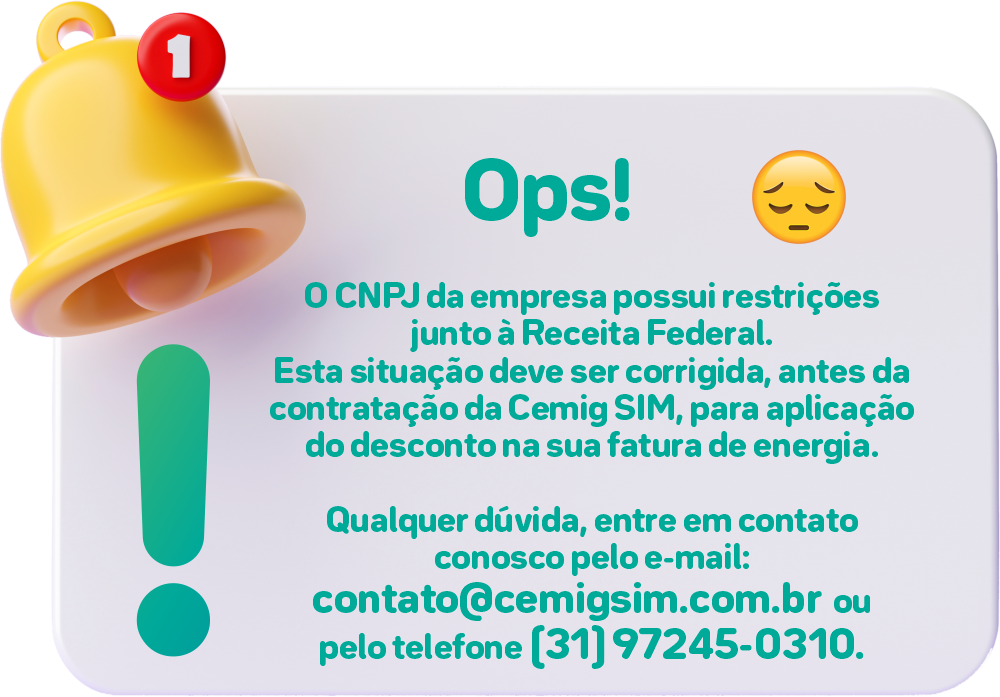 1
Ops!
O CNPJ da empresa possui restrições
junto à Receita Federal.
Esta situação deve ser corrigida, antes da
contratação da Cemig SIM, para aplicação
do desconto na sua fatura de energia.
Qualquer dúvida, entre em contato
conosco pelo e-mail:
contato@cemigsim.com.br ou
pelo telefone (31) 97245-0310.